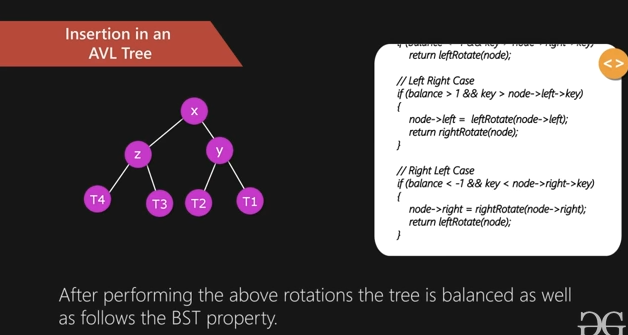 Insertion in an
AVL Tree
return leftRotate(node);
// Left Right Case
if (balance > 1 && key > node->left->key)
{
node->left = leftRotate(node->left);
return rightRotate(node);
}
// Right Left Case
if (balance < -1 && key < node->right->key)
{
node->right = rightRotate(node->right);
return leftRotate(node);
}
< >
x
z
y
T4
T3
T2
T1
After performing the above rotations the tree is balanced as well
as follows the BST property.